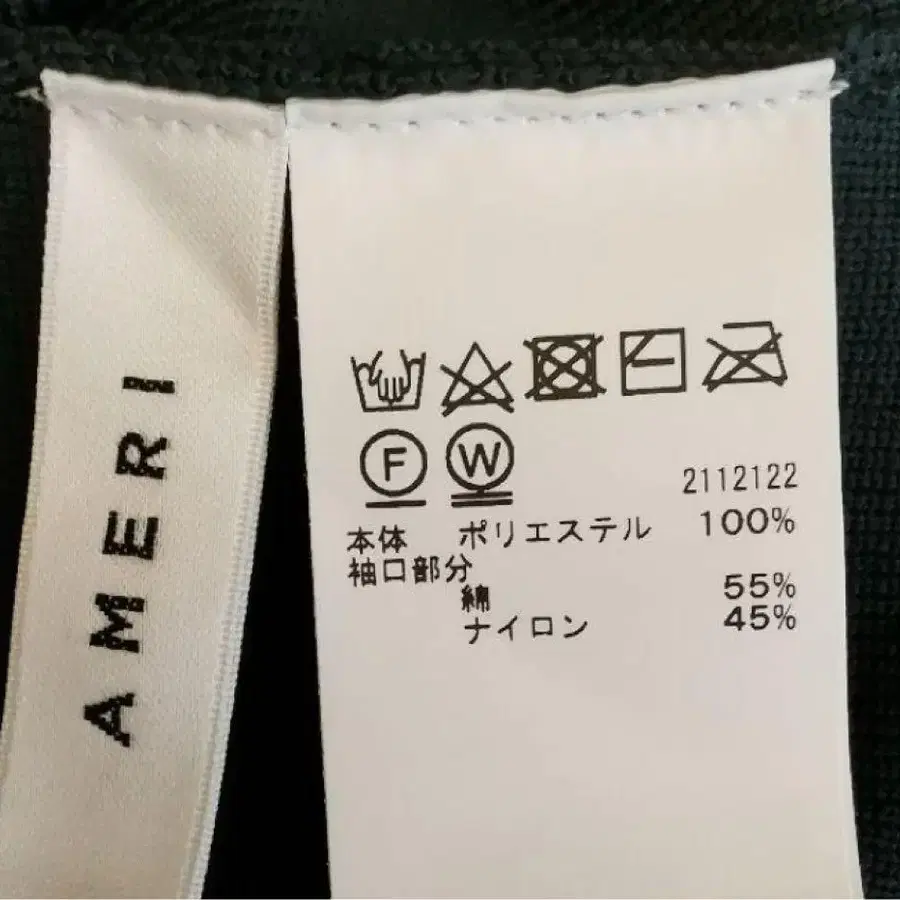 AMERI
F W
2112122
本体 ポリエステル 100%
袖口部分
綿 55%
ナイロン 45%